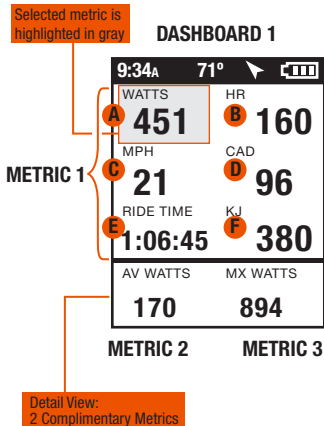 Selected metric is
highlighted in gray
DASHBOARD 1
9:34A 71º
WATTS HR
A 451 B 160
MPH CAD
C 21 D 96
METRIC 1
RIDE TIME KJ
E 1:06:45 F 380
AV WATTS MX WATTS
170 894
METRIC 2 METRIC 3
Detail View:
2 Complimentary Metrics